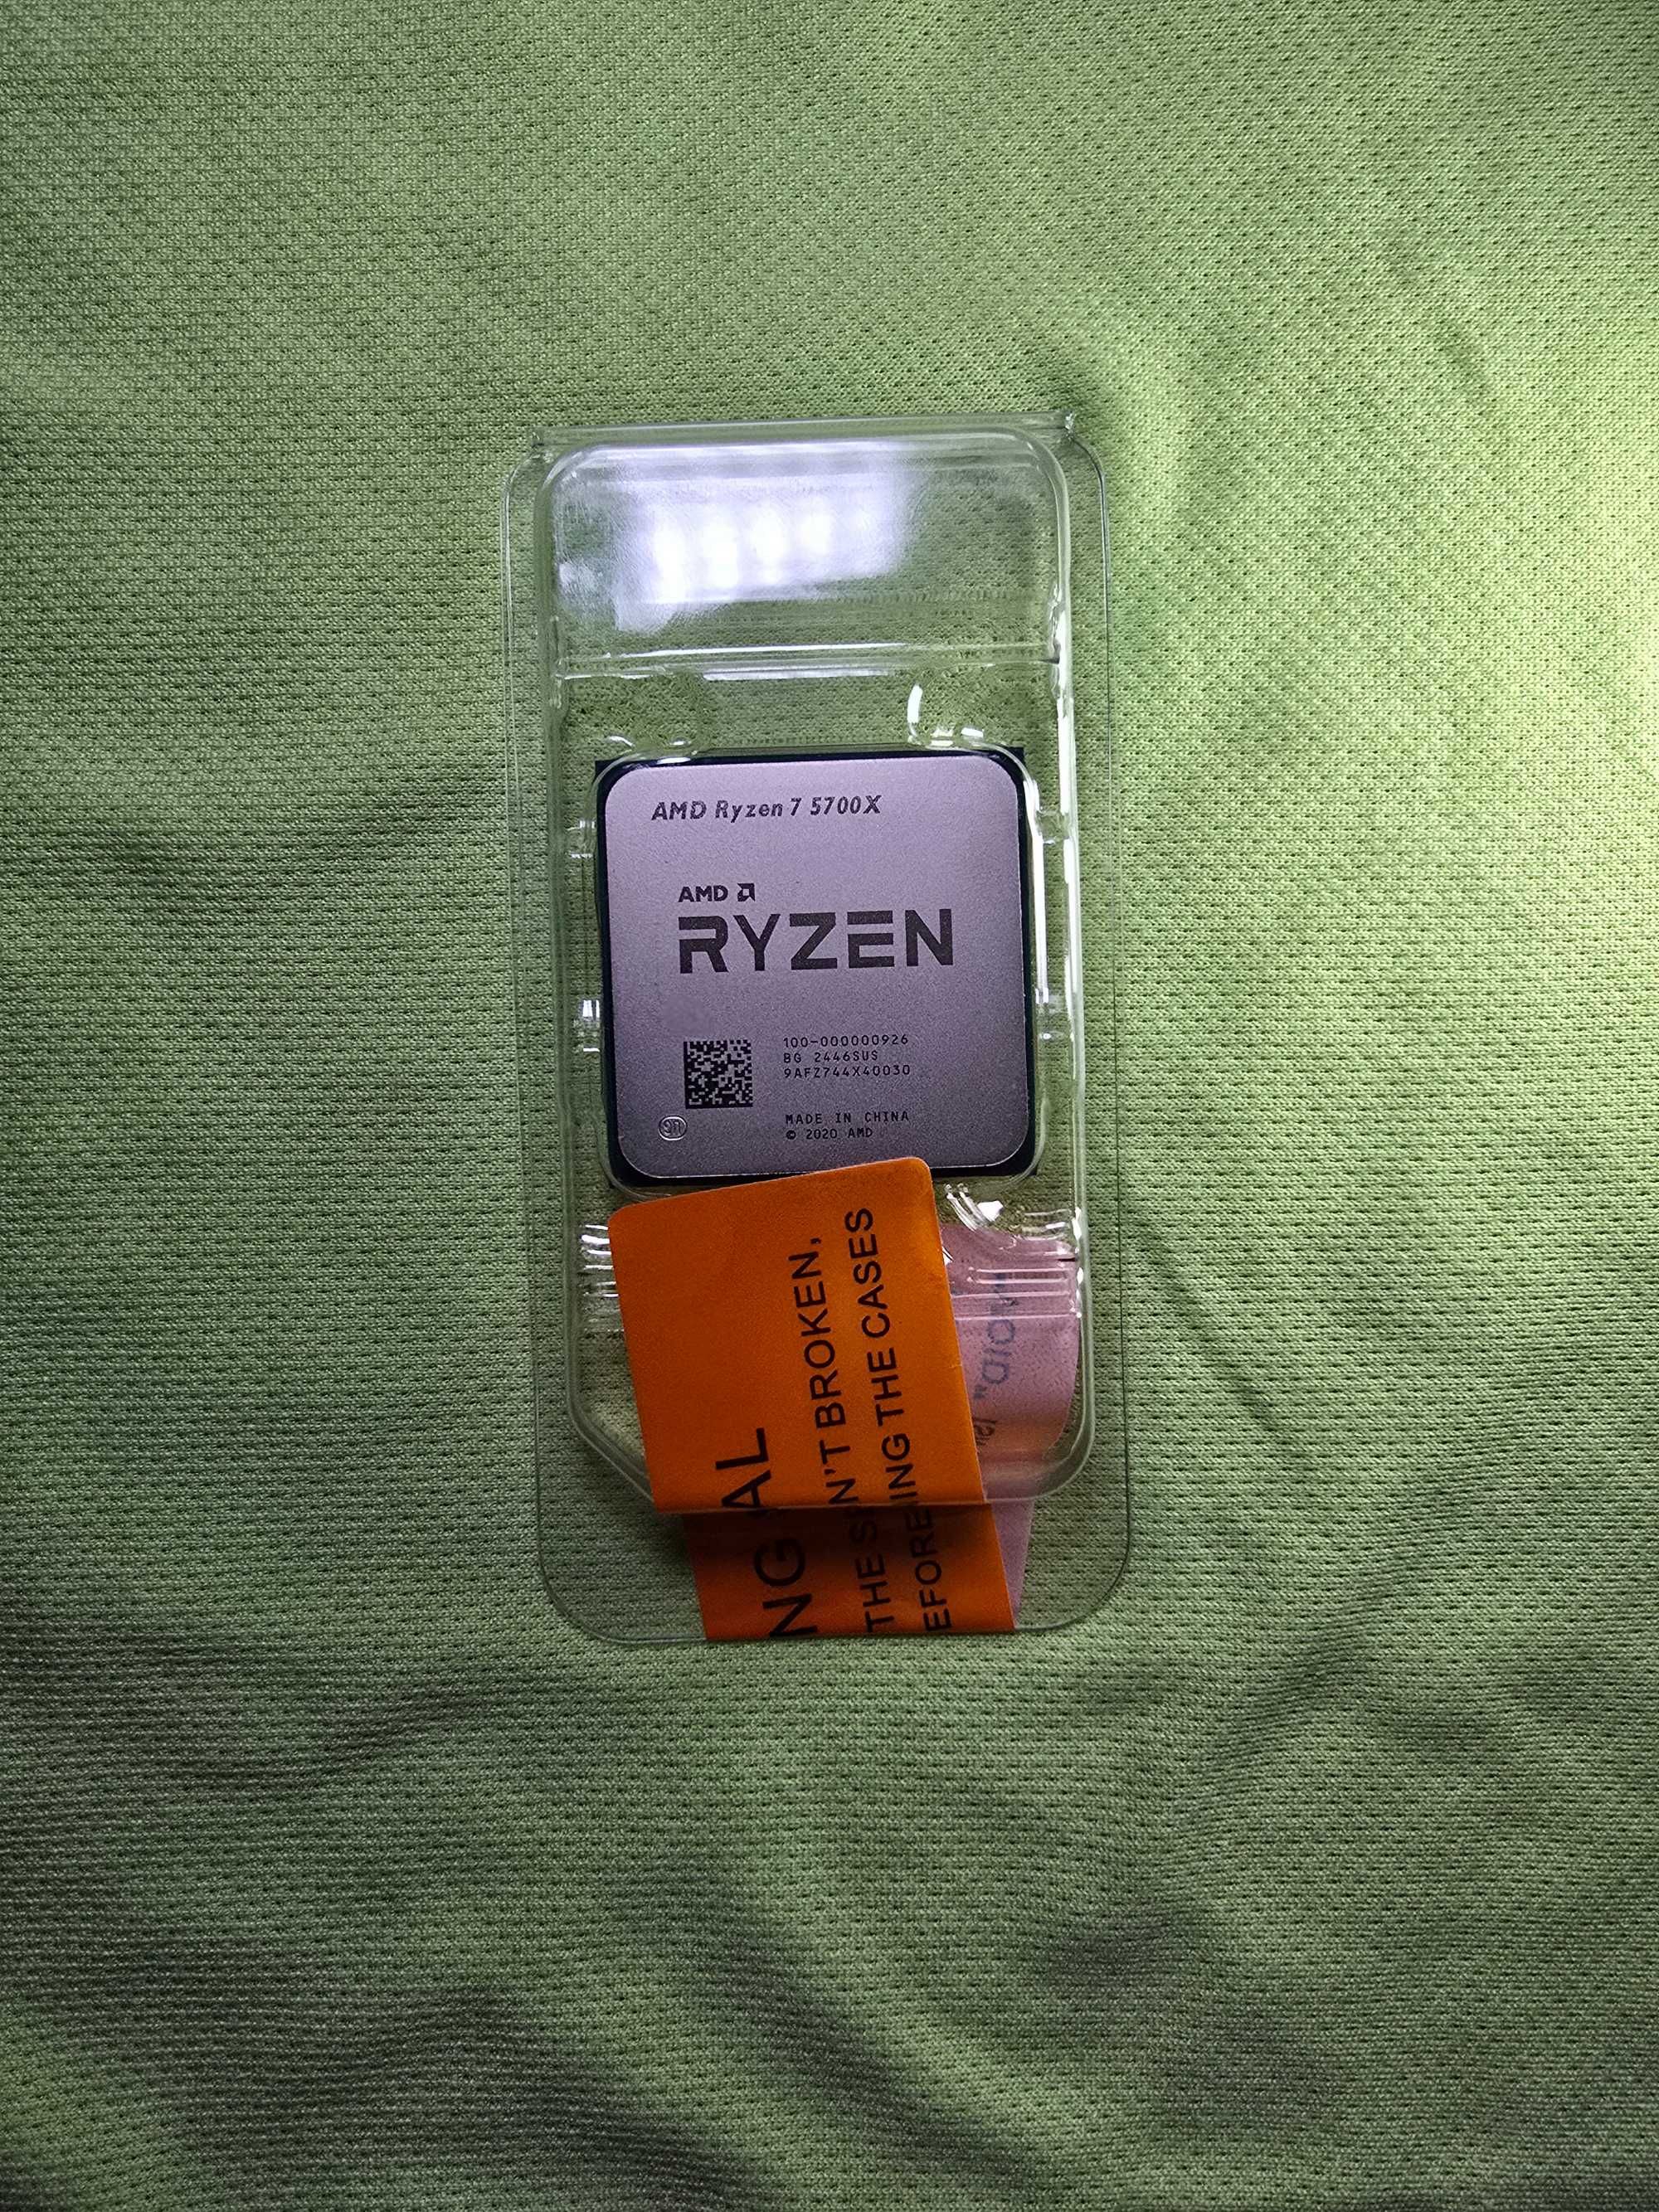 AMD Ryzen 7 5700X
AMD
RYZEN
100-000000926
BG 2446SUS
9AFZ744X40030
MADE IN CHINA
© 2020 AMD
NG AL
THE S N'T BROKEN,
EFORE ING THE CASES
"VOID"